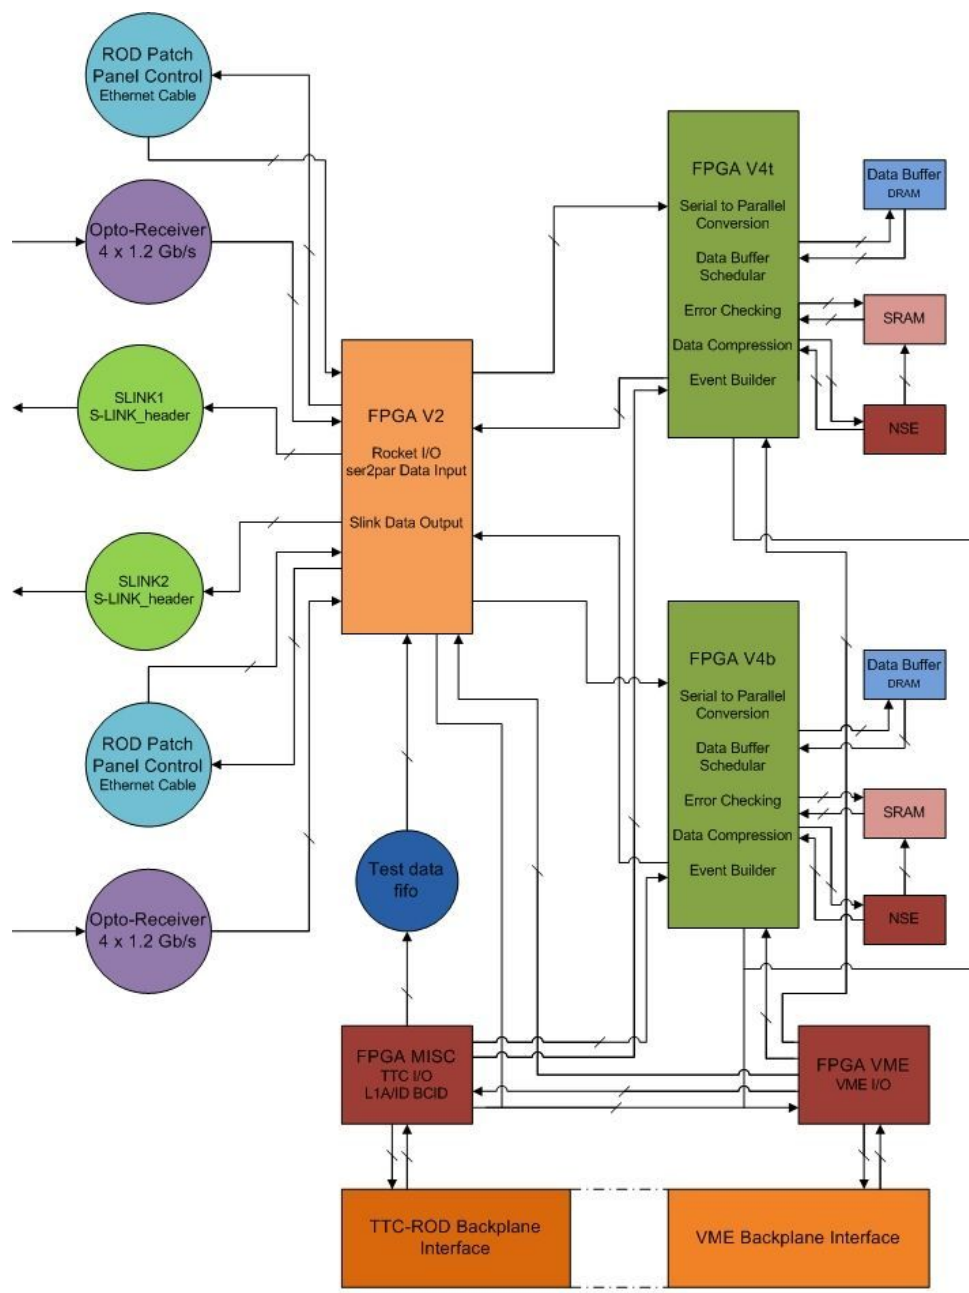 ROD Patch
Panel Control
Ethernet Cable
Opto-Receiver
4 x 1.2 Gb/s
SLINK1
S-LINK_header
SLINK2
S-LINK_header
ROD Patch
Panel Control
Ethernet Cable
Opto-Receiver
4 x 1.2 Gb/s
FPGA V2
Rocket I/O
ser2par Data Input
Slink Data Output
Test data
fifo
FPGA MISC
TTC I/O
L1A/ID BCID
TTC-ROD Backplane
Interface
FPGA V4t
Serial to Parallel
Conversion
Data Buffer
Schedular
Error Checking
Data Compression
Event Builder
Data Buffer
DRAM
SRAM
NSE
FPGA V4b
Serial to Parallel
Conversion
Data Buffer
Schedular
Error Checking
Data Compression
Event Builder
Data Buffer
DRAM
SRAM
NSE
FPGA VME
VME I/O
VME Backplane Interface